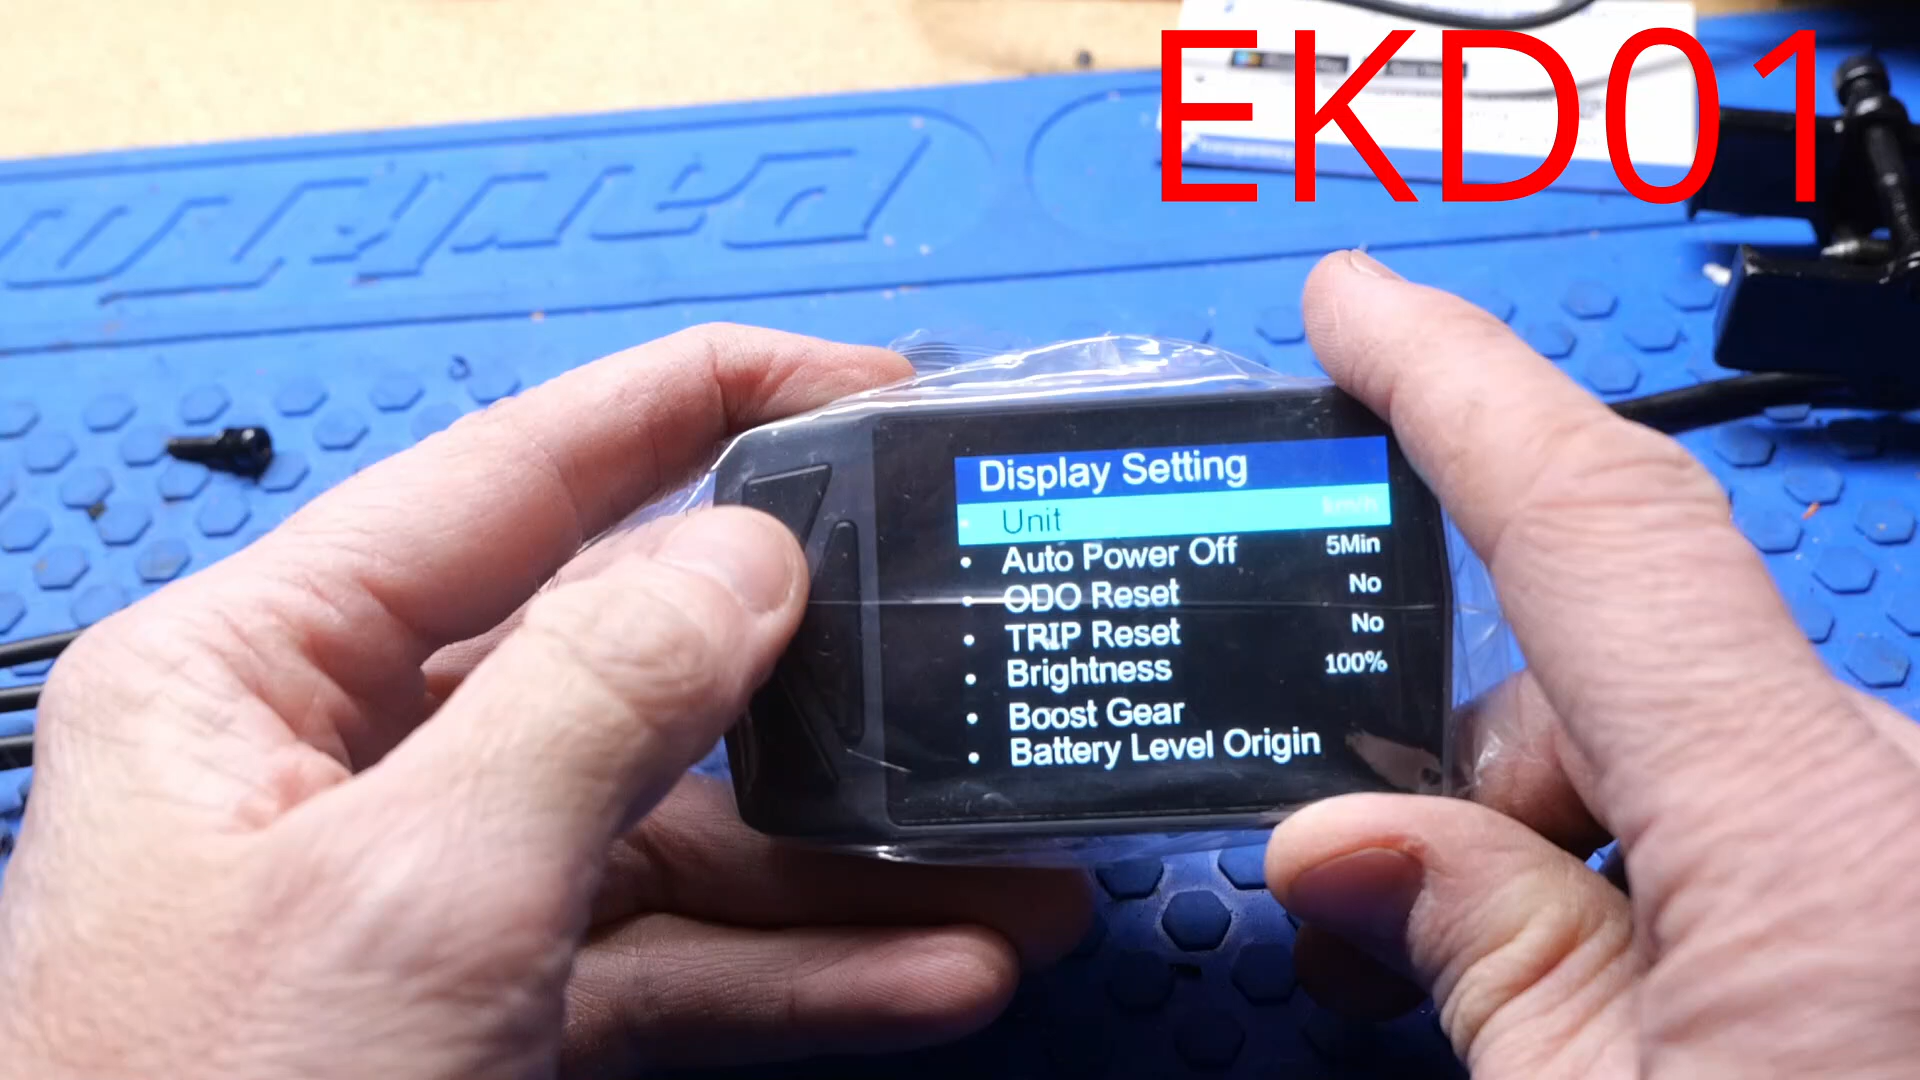 EKD01
Display Setting
Unit km/h
Auto Power Off 5Min
ODO Reset No
TRIP Reset No
Brightness 100%
Boost Gear
Battery Level Origin